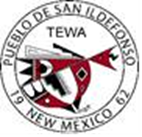 PUEBLO DE SAN ILDEFONSO
TEWA
19 NEW MEXICO 62